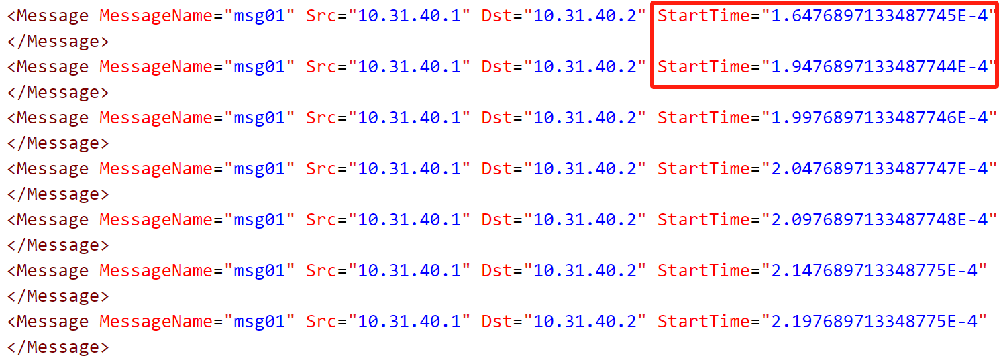 <Message MessageName="msg01" Src="10.31.40.1" Dst="10.31.40.2" StartTime="1.6476897133487745E-4"
</Message>
<Message MessageName="msg01" Src="10.31.40.1" Dst="10.31.40.2" StartTime="1.9476897133487744E-4"
</Message>
<Message MessageName="msg01" Src="10.31.40.1" Dst="10.31.40.2" StartTime="1.9976897133487746E-4"
</Message>
<Message MessageName="msg01" Src="10.31.40.1" Dst="10.31.40.2" StartTime="2.0476897133487747E-4"
</Message>
<Message MessageName="msg01" Src="10.31.40.1" Dst="10.31.40.2" StartTime="2.0976897133487748E-4"
</Message>
<Message MessageName="msg01" Src="10.31.40.1" Dst="10.31.40.2" StartTime="2.147689713348775E-4"
</Message>
<Message MessageName="msg01" Src="10.31.40.1" Dst="10.31.40.2" StartTime="2.197689713348775E-4"
</Message>